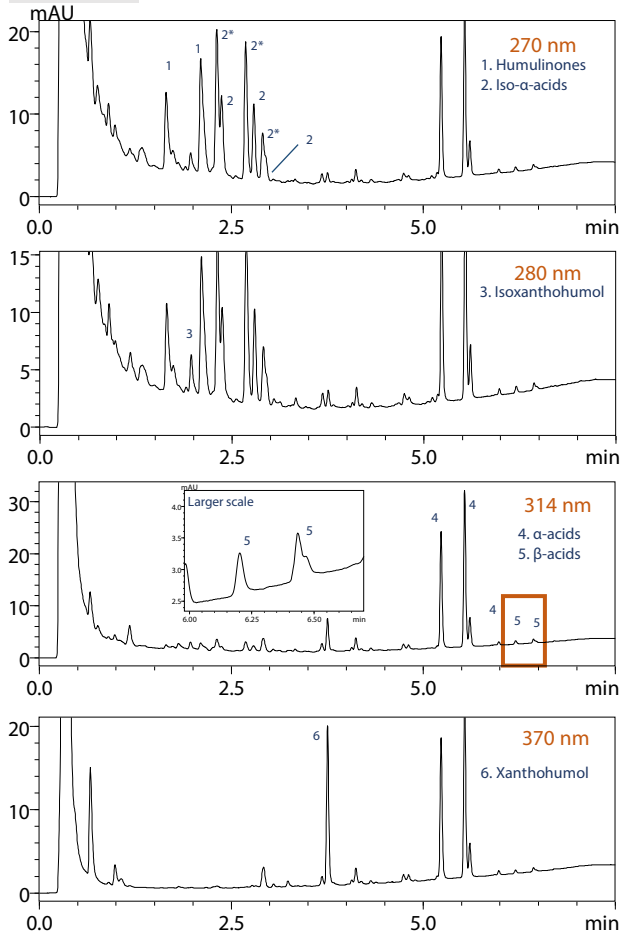 mAU
20
10
0
270 nm
1. Humulinones
2. Iso-α-acids
1
1
2*
2
2*
2
2*
2
0.0
2.5
5.0
min
15
10
5
0
280 nm
3. Isoxanthohumol
3
0.0
2.5
5.0
min
30
20
10
0
314 nm
4. α-acids
5. β-acids
mAU
Larger scale
4.0
3.5
3.0
2.5
5
5
6.00
6.25
6.50
min
4
4
4
5
5
0.0
2.5
5.0
min
20
10
0
370 nm
6. Xanthohumol
6
0.0
2.5
5.0
min